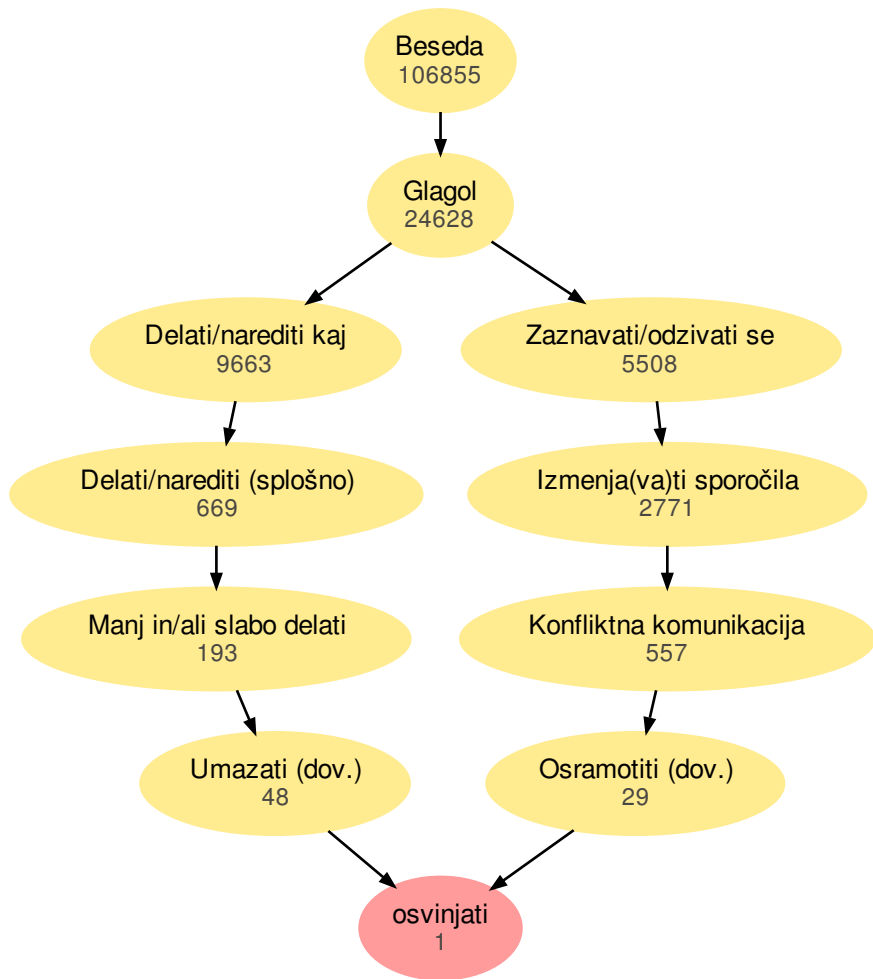 Beseda
106855
Glagol
24628
Delati/narediti kaj
9663
Zaznavati/odzivati se
5508
Delati/narediti (splošno)
669
Izmenja(va)ti sporočila
2771
Manj in/ali slabo delati
193
Konfliktna komunikacija
557
Umazati (dov.)
48
Osramotiti (dov.)
29
osvinjati
1